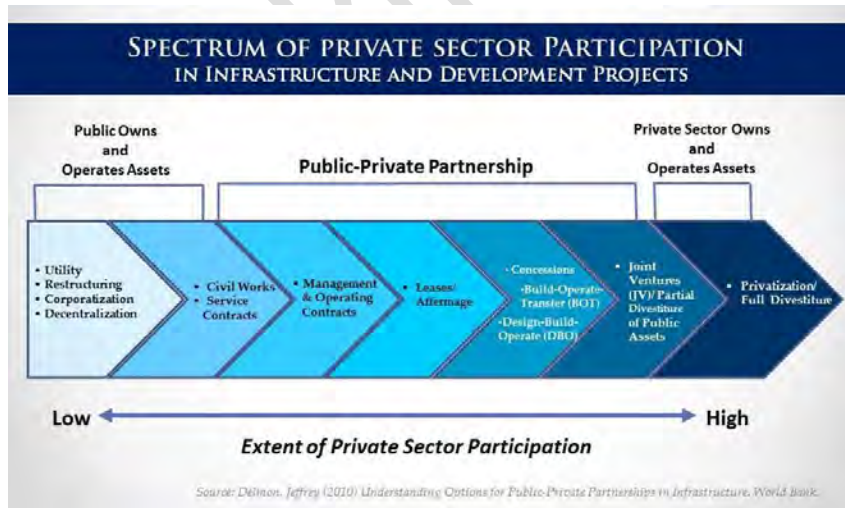 SPECTRUM OF PRIVATE SECTOR PARTICIPATION
IN INFRASTRUCTURE AND DEVELOPMENT PROJECTS
Public Owns
and
Operates Assets
Public-Private Partnership
Private Sector Owns
and
Operates Assets
• Utility
• Restructuring
• Corporatization
• Decentralization
• Civil Works
• Service
Contracts
• Management
& Operating
Contracts
• Leases/
Affermage
•Concessions
•Build-Operate-
Transfer (BOT)
•Design-Build-
Operate (DBO)
• Joint
Ventures
(JV)/Partial
Divestiture
of Public
Assets
• Privatization/
Full Divestiture
Low
High
Extent of Private Sector Participation
Source: Delmon, Jeffrey (2010) Understanding Options for Public-Private Partnerships in Infrastructure. World Bank.